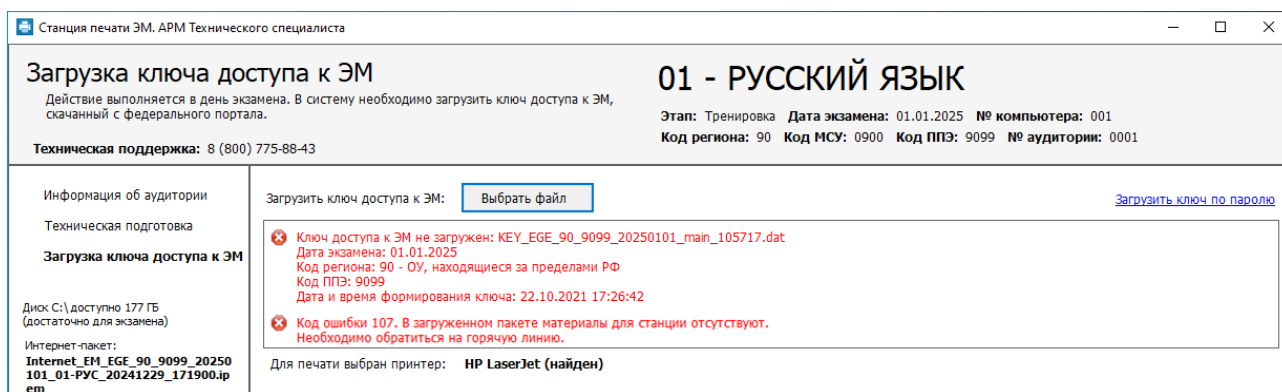 Станция печати ЭМ. АРМ Технического специалиста
Загрузка ключа доступа к ЭМ
Действие выполняется в день экзамена. В систему необходимо загрузить ключ доступа к ЭМ,
скачанный с федерального портала.
Техническая поддержка: 8 (800) 775-88-43
01 - РУССКИЙ ЯЗЫК
Этап: Тренировка Дата экзамена: 01.01.2025 № компьютера: 001
Код региона: 90 Код МСУ: 0900 Код ППЭ: 9099 № аудитории: 0001
Информация об аудитории
Техническая подготовка
Загрузка ключа доступа к ЭМ
Диск C:\ доступно 177 ГБ
(достаточно для экзамена)
Интернет-пакет:
Internet_EM_EGE_90_9099_20250
101_01-РУС_20241229_171900.ip
em
Загрузить ключ доступа к ЭМ: Выбрать файл Загрузить ключ по паролю
Ключ доступа к ЭМ не загружен: KEY_EGE_90_9099_20250101_main_105717.dat
Дата экзамена: 01.01.2025
Код региона: 90 - ОУ, находящиеся за пределами РФ
Код ППЭ: 9099
Дата и время формирования ключа: 22.10.2021 17:26:42
Код ошибки 107. В загруженном пакете материалы для станции отсутствуют.
Необходимо обратиться на горячую линию.
Для печати выбран принтер: HP LaserJet (найден)